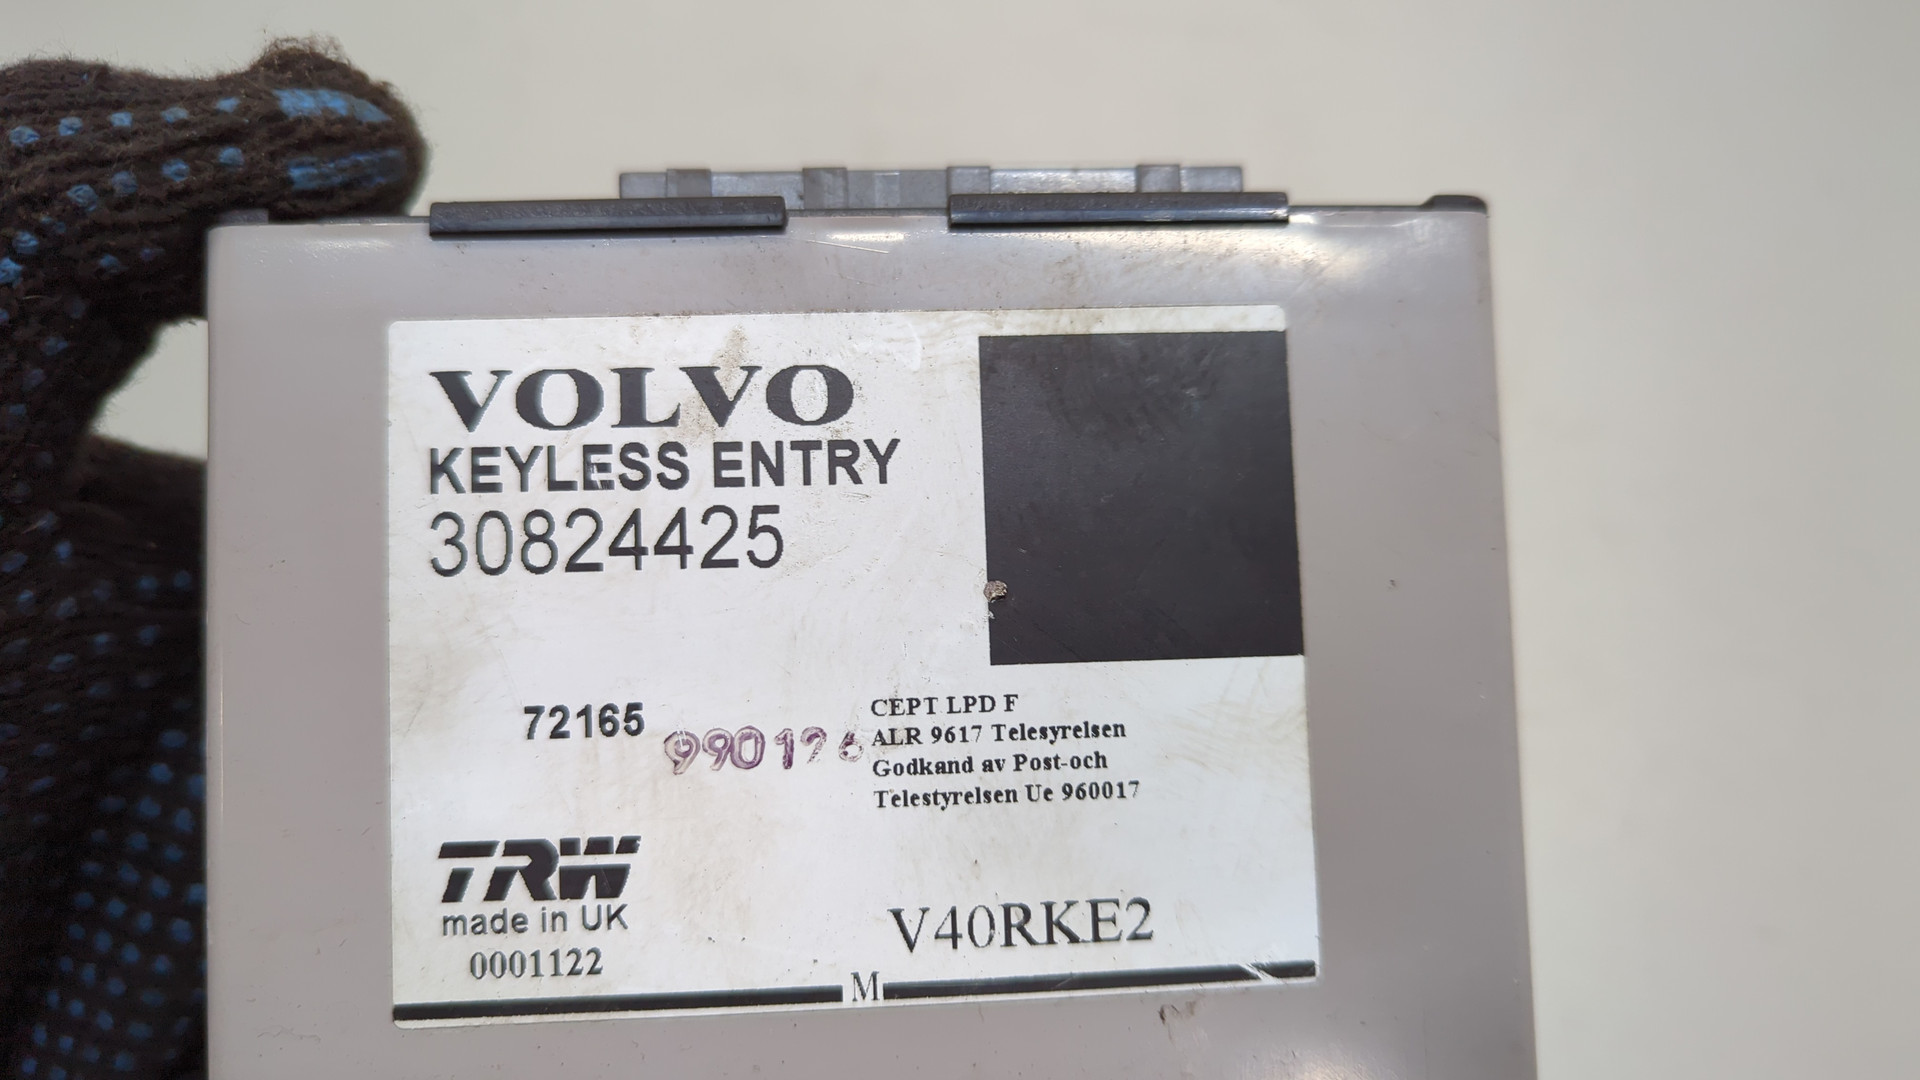 VOLVO
KEYLESS ENTRY
30824425
72165
990126
CEPT LPD F
ALR 9617 Telesyrelsen
Godkand av Post-och
Telestyrelsen Ue 960017
TRW
made in UK
0001122
V40RKE2
M